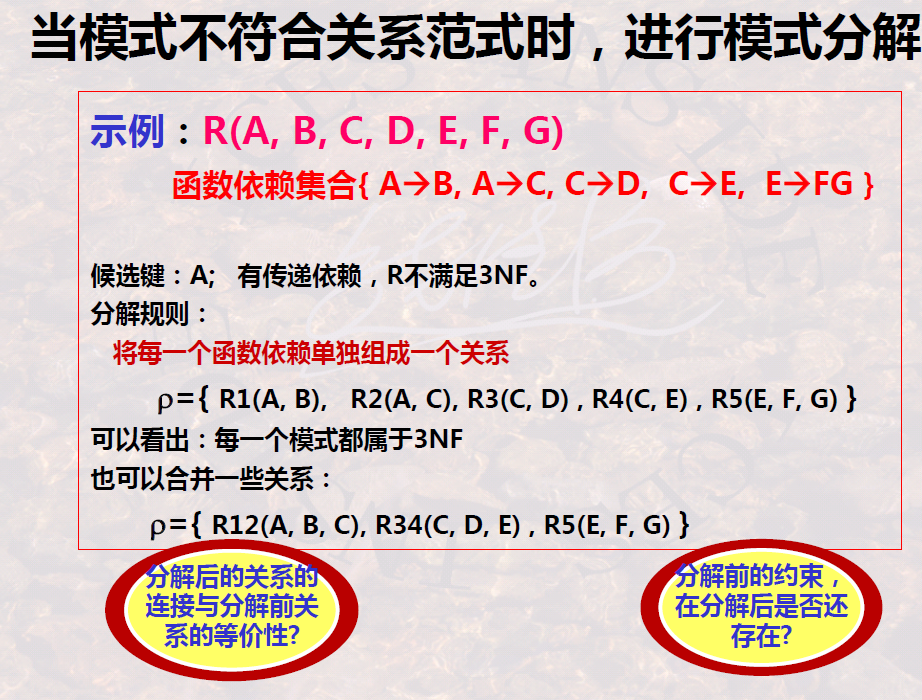 当模式不符合关系范式时，进行模式分解
示例：R(A, B, C, D, E, F, G)
函数依赖集合{ A→B, A→C, C→D, C→E, E→FG }
候选键：A; 有传递依赖，R不满足3NF。
分解规则：
将每一个函数依赖单独组成一个关系
ρ={ R1(A, B), R2(A, C), R3(C, D) , R4(C, E) , R5(E, F, G) }
可以看出：每一个模式都属于3NF
也可以合并一些关系：
ρ={ R12(A, B, C), R34(C, D, E) , R5(E, F, G) }
分解后的关系的
连接与分解前关
系的等价性?
分解前的约束，
在分解后是否还
存在?